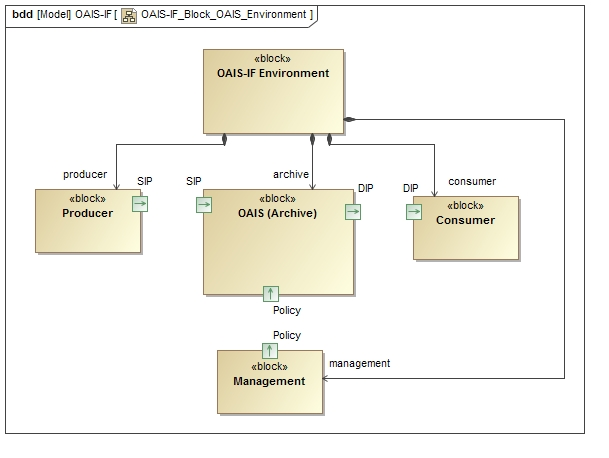 bdd [Model] OAIS-IF [ OAIS-IF_Block_OAIS_Environment ]
«block»
OAIS-IF Environment
producer
archive
consumer
SIP
SIP
DIP
DIP
«block»
Producer
«block»
OAIS (Archive)
«block»
Consumer
Policy
Policy
management
«block»
Management